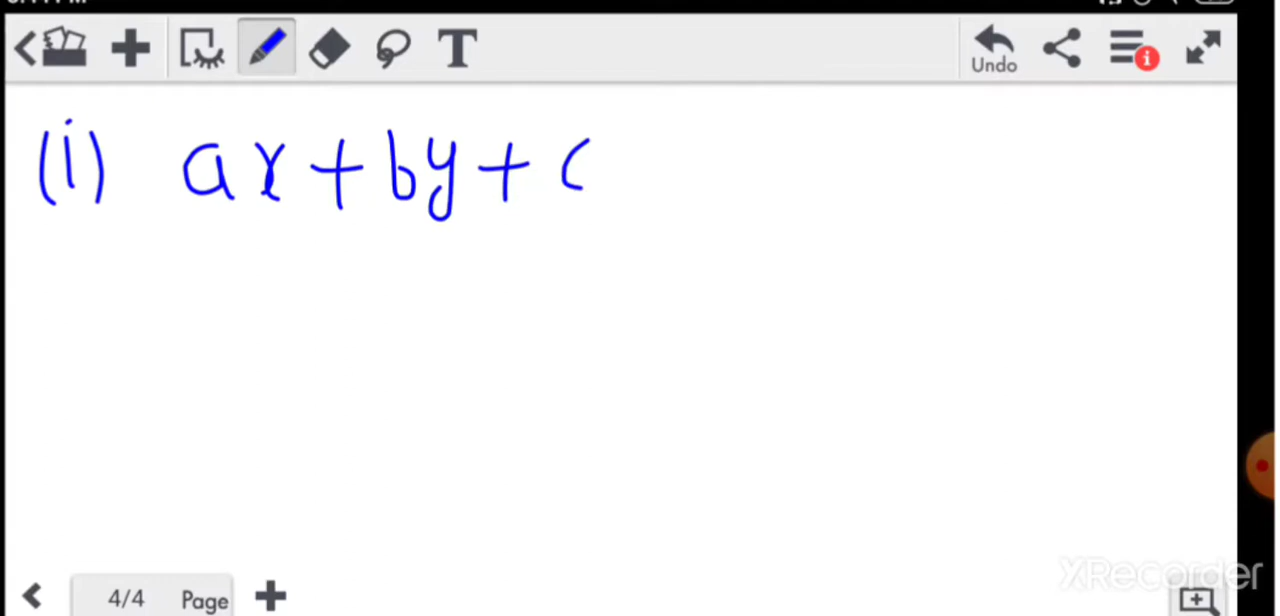 Undo
(i) ax + by + c
4/4 Page
XRecorder